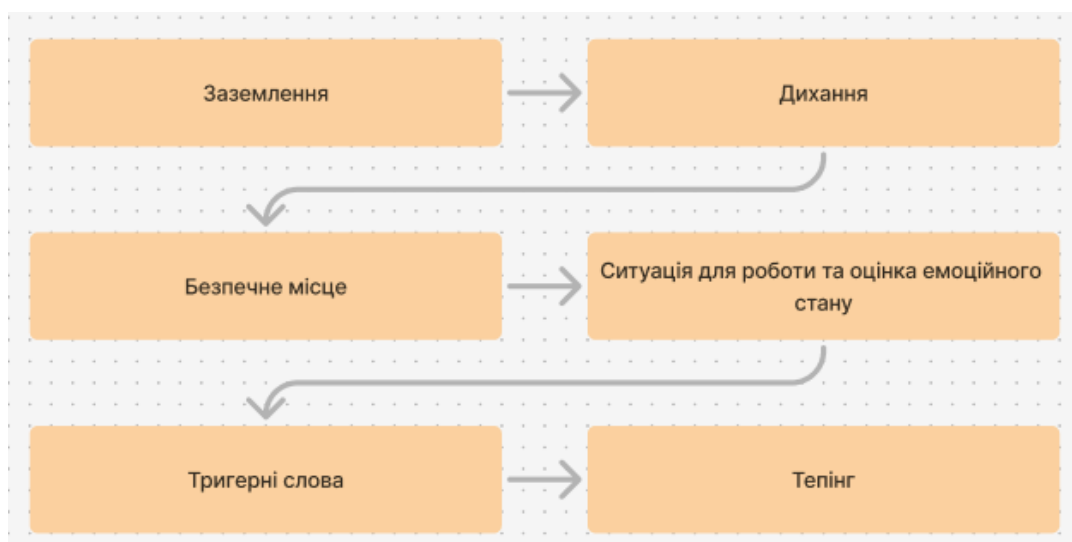 Заземлення
Дихання
Безпечне місце
Ситуація для роботи та оцінка емоційного
стану
Тригерні слова
Тепінг